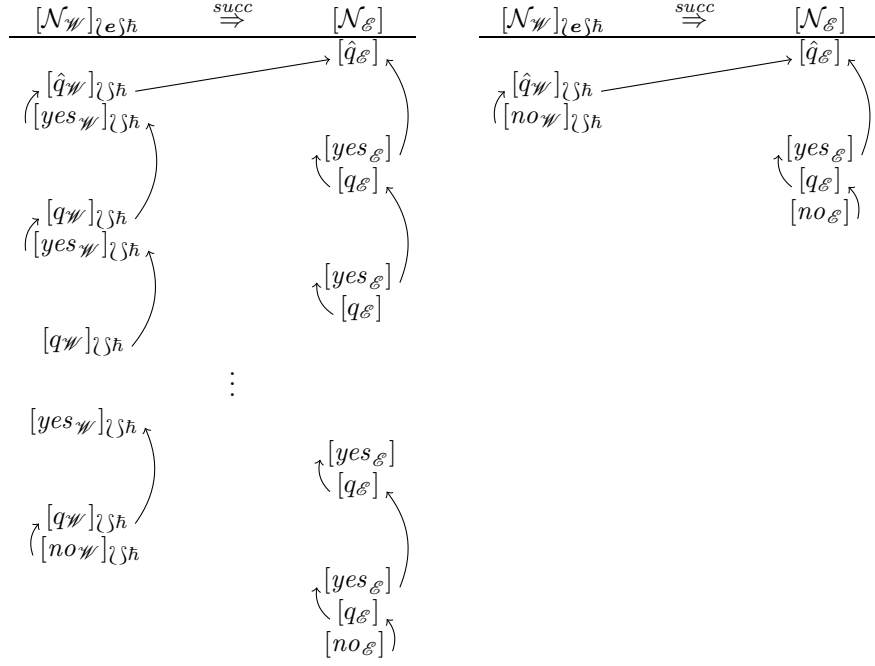 [𝒩_𝒲]_{≀𝒆∫ℏ} succ ⇛ [𝒩_ℰ] [𝒩_𝒲]_{≀𝒆∫ℏ} succ ⇛ [𝒩_ℰ]
[q̂_ℰ] [q̂_ℰ]
[q̂_𝒲]_{≀∫ℏ} [q̂_𝒲]_{≀∫ℏ}
[yes_𝒲]_{≀∫ℏ} [no_𝒲]_{≀∫ℏ}
[yes_ℰ] [yes_ℰ]
[q_ℰ] [q_ℰ]
[q_𝒲]_{≀∫ℏ} [no_ℰ]
[yes_𝒲]_{≀∫ℏ}
[yes_ℰ]
[q_ℰ]
[q_𝒲]_{≀∫ℏ}
⋮
[yes_𝒲]_{≀∫ℏ}
[yes_ℰ]
[q_ℰ]
[q_𝒲]_{≀∫ℏ}
[no_𝒲]_{≀∫ℏ}
[yes_ℰ]
[q_ℰ]
[no_ℰ]